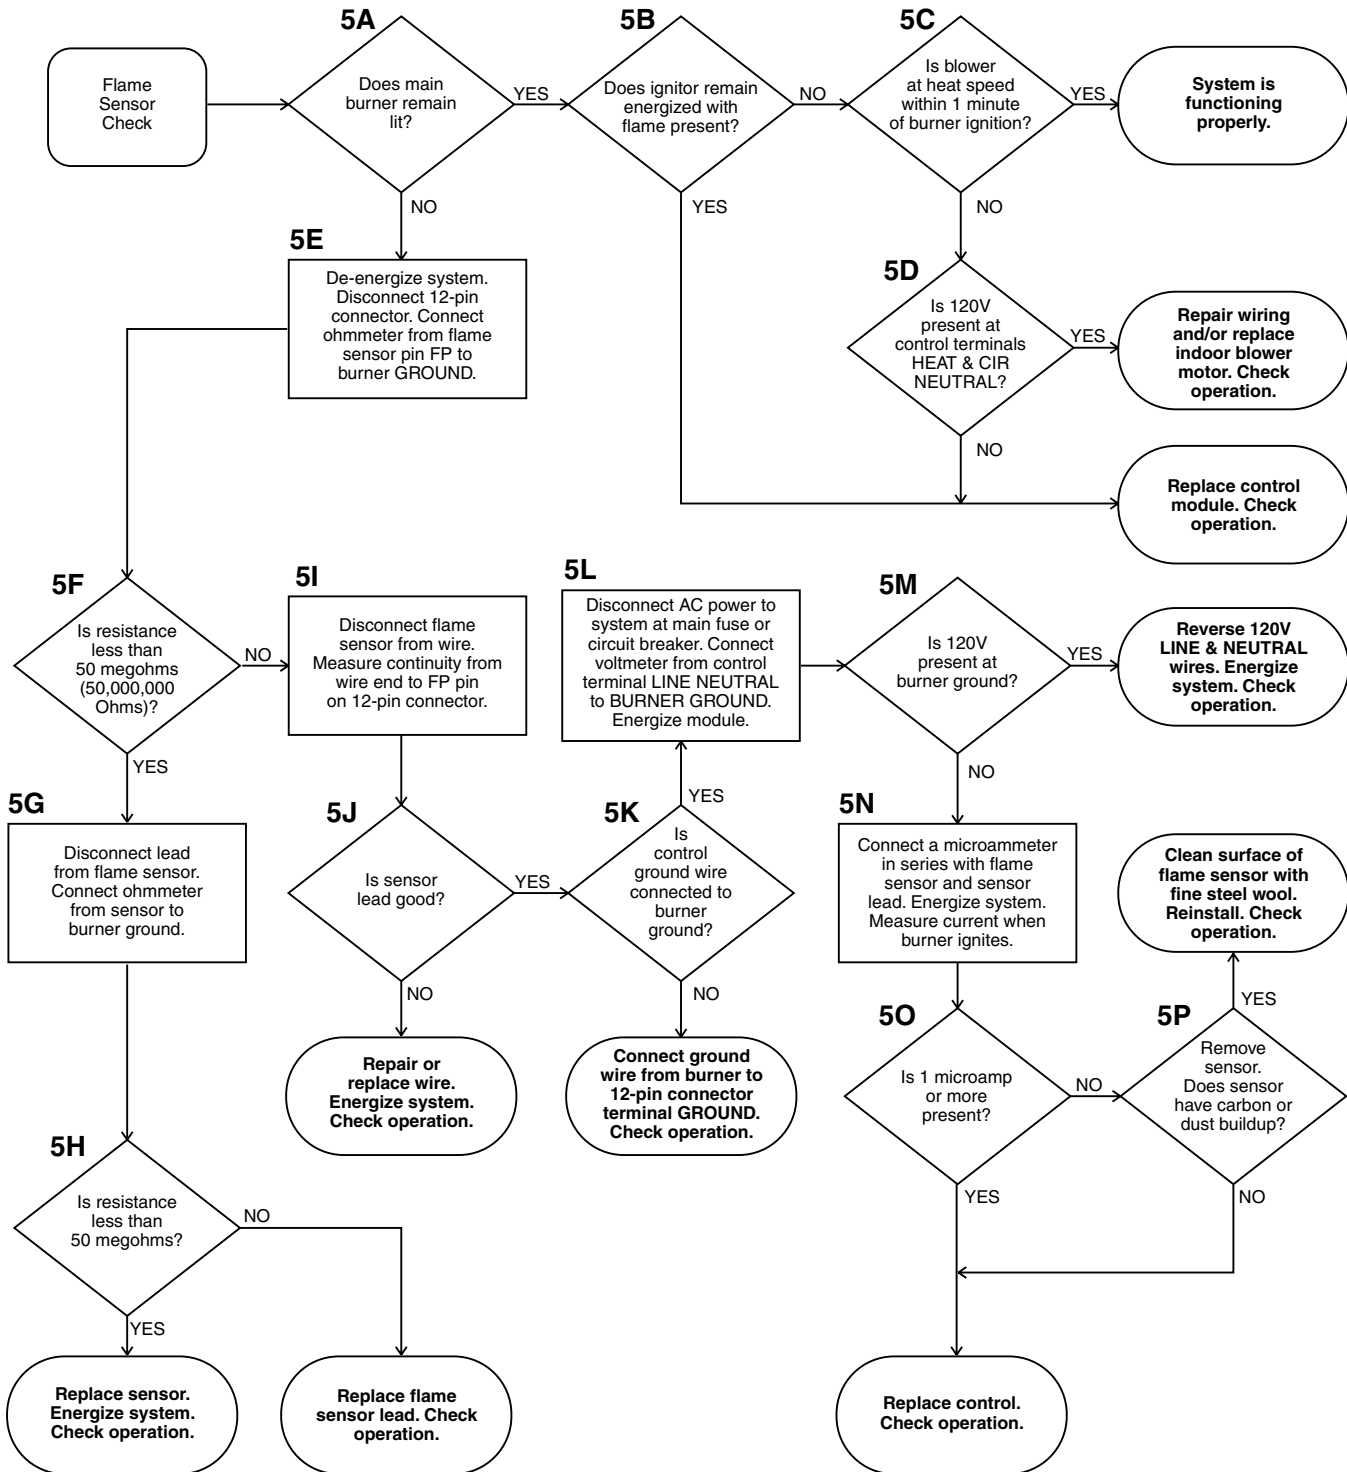 5A
5B
5C
Flame
Sensor
Check
Does main
burner remain
lit?
YES
Does ignitor remain
energized with
flame present?
NO
Is blower
at heat speed
within 1 minute
of burner ignition?
YES
System is
functioning
properly.
NO
YES
NO
5E
De-energize system.
Disconnect 12-pin
connector. Connect
ohmmeter from flame
sensor pin FP to
burner GROUND.
5D
Is 120V
present at
control terminals
HEAT & CIR
NEUTRAL?
YES
Repair wiring
and/or replace
indoor blower
motor. Check
operation.
NO
Replace control
module. Check
operation.
5F
Is resistance
less than
50 megohms
(50,000,000
Ohms)?
NO
YES
5I
Disconnect flame
sensor from wire.
Measure continuity from
wire end to FP pin
on 12-pin connector.
5L
Disconnect AC power to
system at main fuse or
circuit breaker. Connect
voltmeter from control
terminal LINE NEUTRAL
to BURNER GROUND.
Energize module.
5M
Is 120V
present at
burner ground?
YES
Reverse 120V
LINE & NEUTRAL
wires. Energize
system. Check
operation.
NO
5G
Disconnect lead
from flame sensor.
Connect ohmmeter
from sensor to
burner ground.
5J
Is sensor
lead good?
YES
NO
5K
YES
Is
control
ground wire
connected to
burner
ground?
NO
5N
Connect a microammeter
in series with flame
sensor and sensor
lead. Energize system.
Measure current when
burner ignites.
Clean surface of
flame sensor with
fine steel wool.
Reinstall. Check
operation.
YES
Repair or
replace wire.
Energize system.
Check operation.
Connect ground
wire from burner to
12-pin connector
terminal GROUND.
Check operation.
5O
Is 1 microamp
or more
present?
NO
5P
Remove
sensor.
Does sensor
have carbon or
dust buildup?
YES
NO
5H
Is resistance
less than
50 megohms?
NO
YES
Replace sensor.
Energize system.
Check operation.
Replace flame
sensor lead. Check
operation.
Replace control.
Check operation.